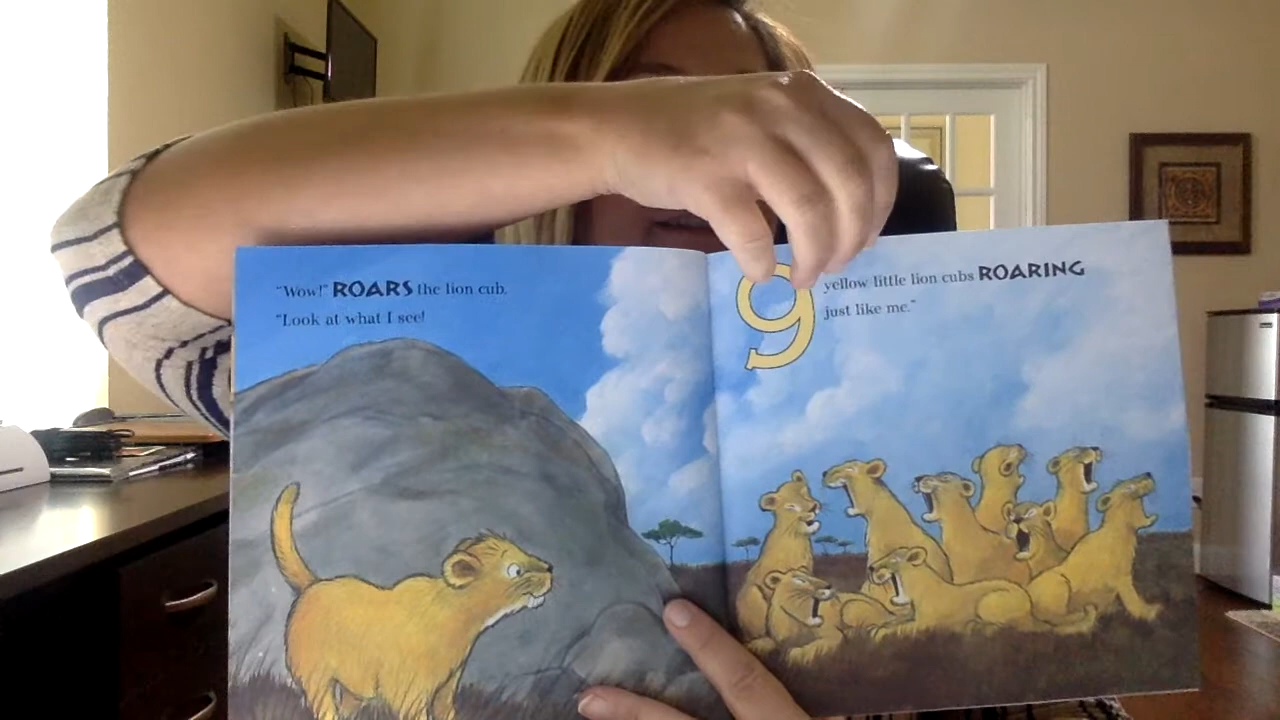 "Wow!" ROARS the lion cub.
"Look at what I see!
9 yellow little lion cubs ROARING
just like me."